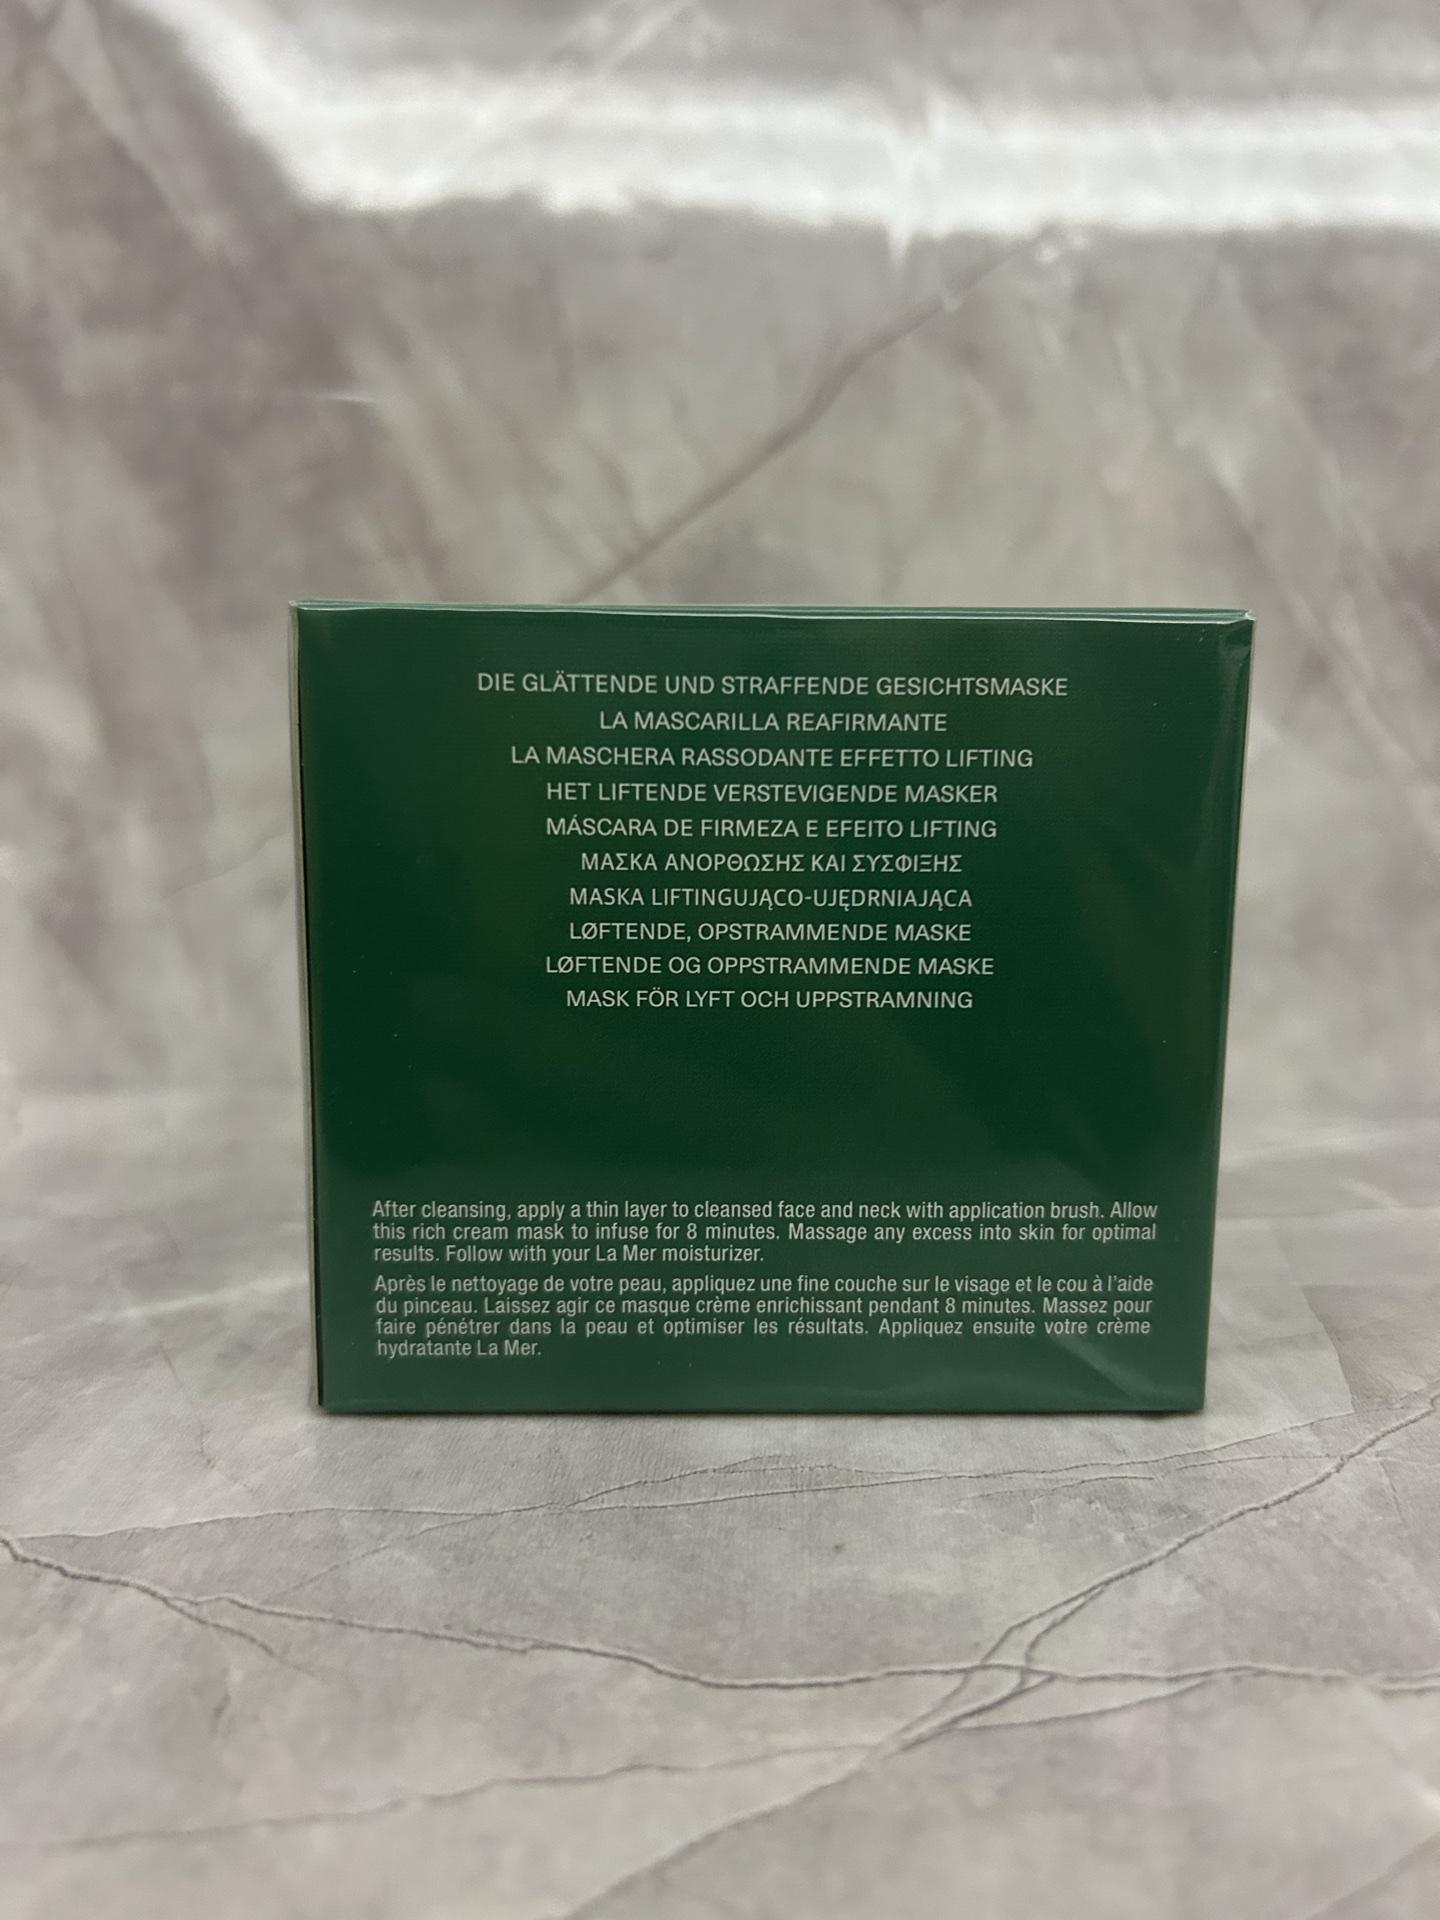 DIE GLÄTTENDE UND STRAFFENDE GESICHTSMASKE
LA MASCARILLA REAFIRMANTE
LA MASCHERA RASSODANTE EFFETTO LIFTING
HET LIFTENDE VERSTEVIGENDE MASKER
MÁSCARA DE FIRMEZA E EFEITO LIFTING
ΜΑΣΚΑ ΑΝΟΡΘΩΣΗΣ ΚΑΙ ΣΥΣΦΙΞΗΣ
MASKA LIFTINGUJĄCO-UJĘDRNIAJĄCA
LØFTENDE, OPSTRAMMENDE MASKE
LØFTENDE OG OPPSTRAMMENDE MASKE
MASK FÖR LYFT OCH UPPSTRAMNING
After cleansing, apply a thin layer to cleansed face and neck with application brush. Allow
this rich cream mask to infuse for 8 minutes. Massage any excess into skin for optimal
results. Follow with your La Mer moisturizer.
Après le nettoyage de votre peau, appliquez une fine couche sur le visage et le cou à l'aide
du pinceau. Laissez agir ce masque crème enrichissant pendant 8 minutes. Massez pour
faire pénétrer dans la peau et optimiser les résultats. Appliquez ensuite votre crème
hydratante La Mer.